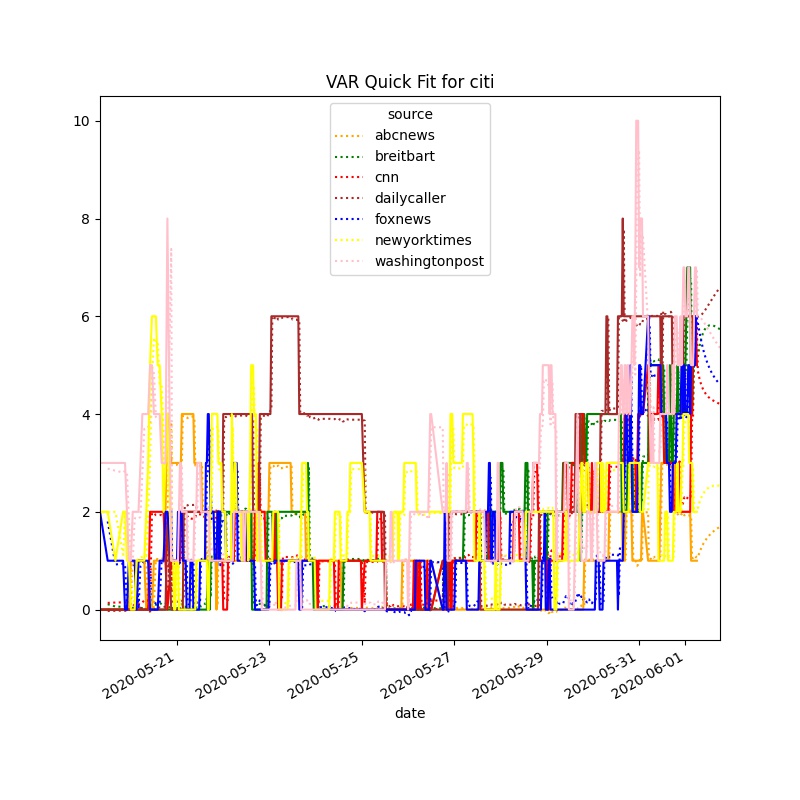 VAR Quick Fit for citi
source
abcnews
breitbart
cnn
dailycaller
foxnews
newyorktimes
washingtonpost
10
8
6
4
2
0
2020-05-21
2020-05-23
2020-05-25
2020-05-27
2020-05-29
2020-05-31
2020-06-01
date